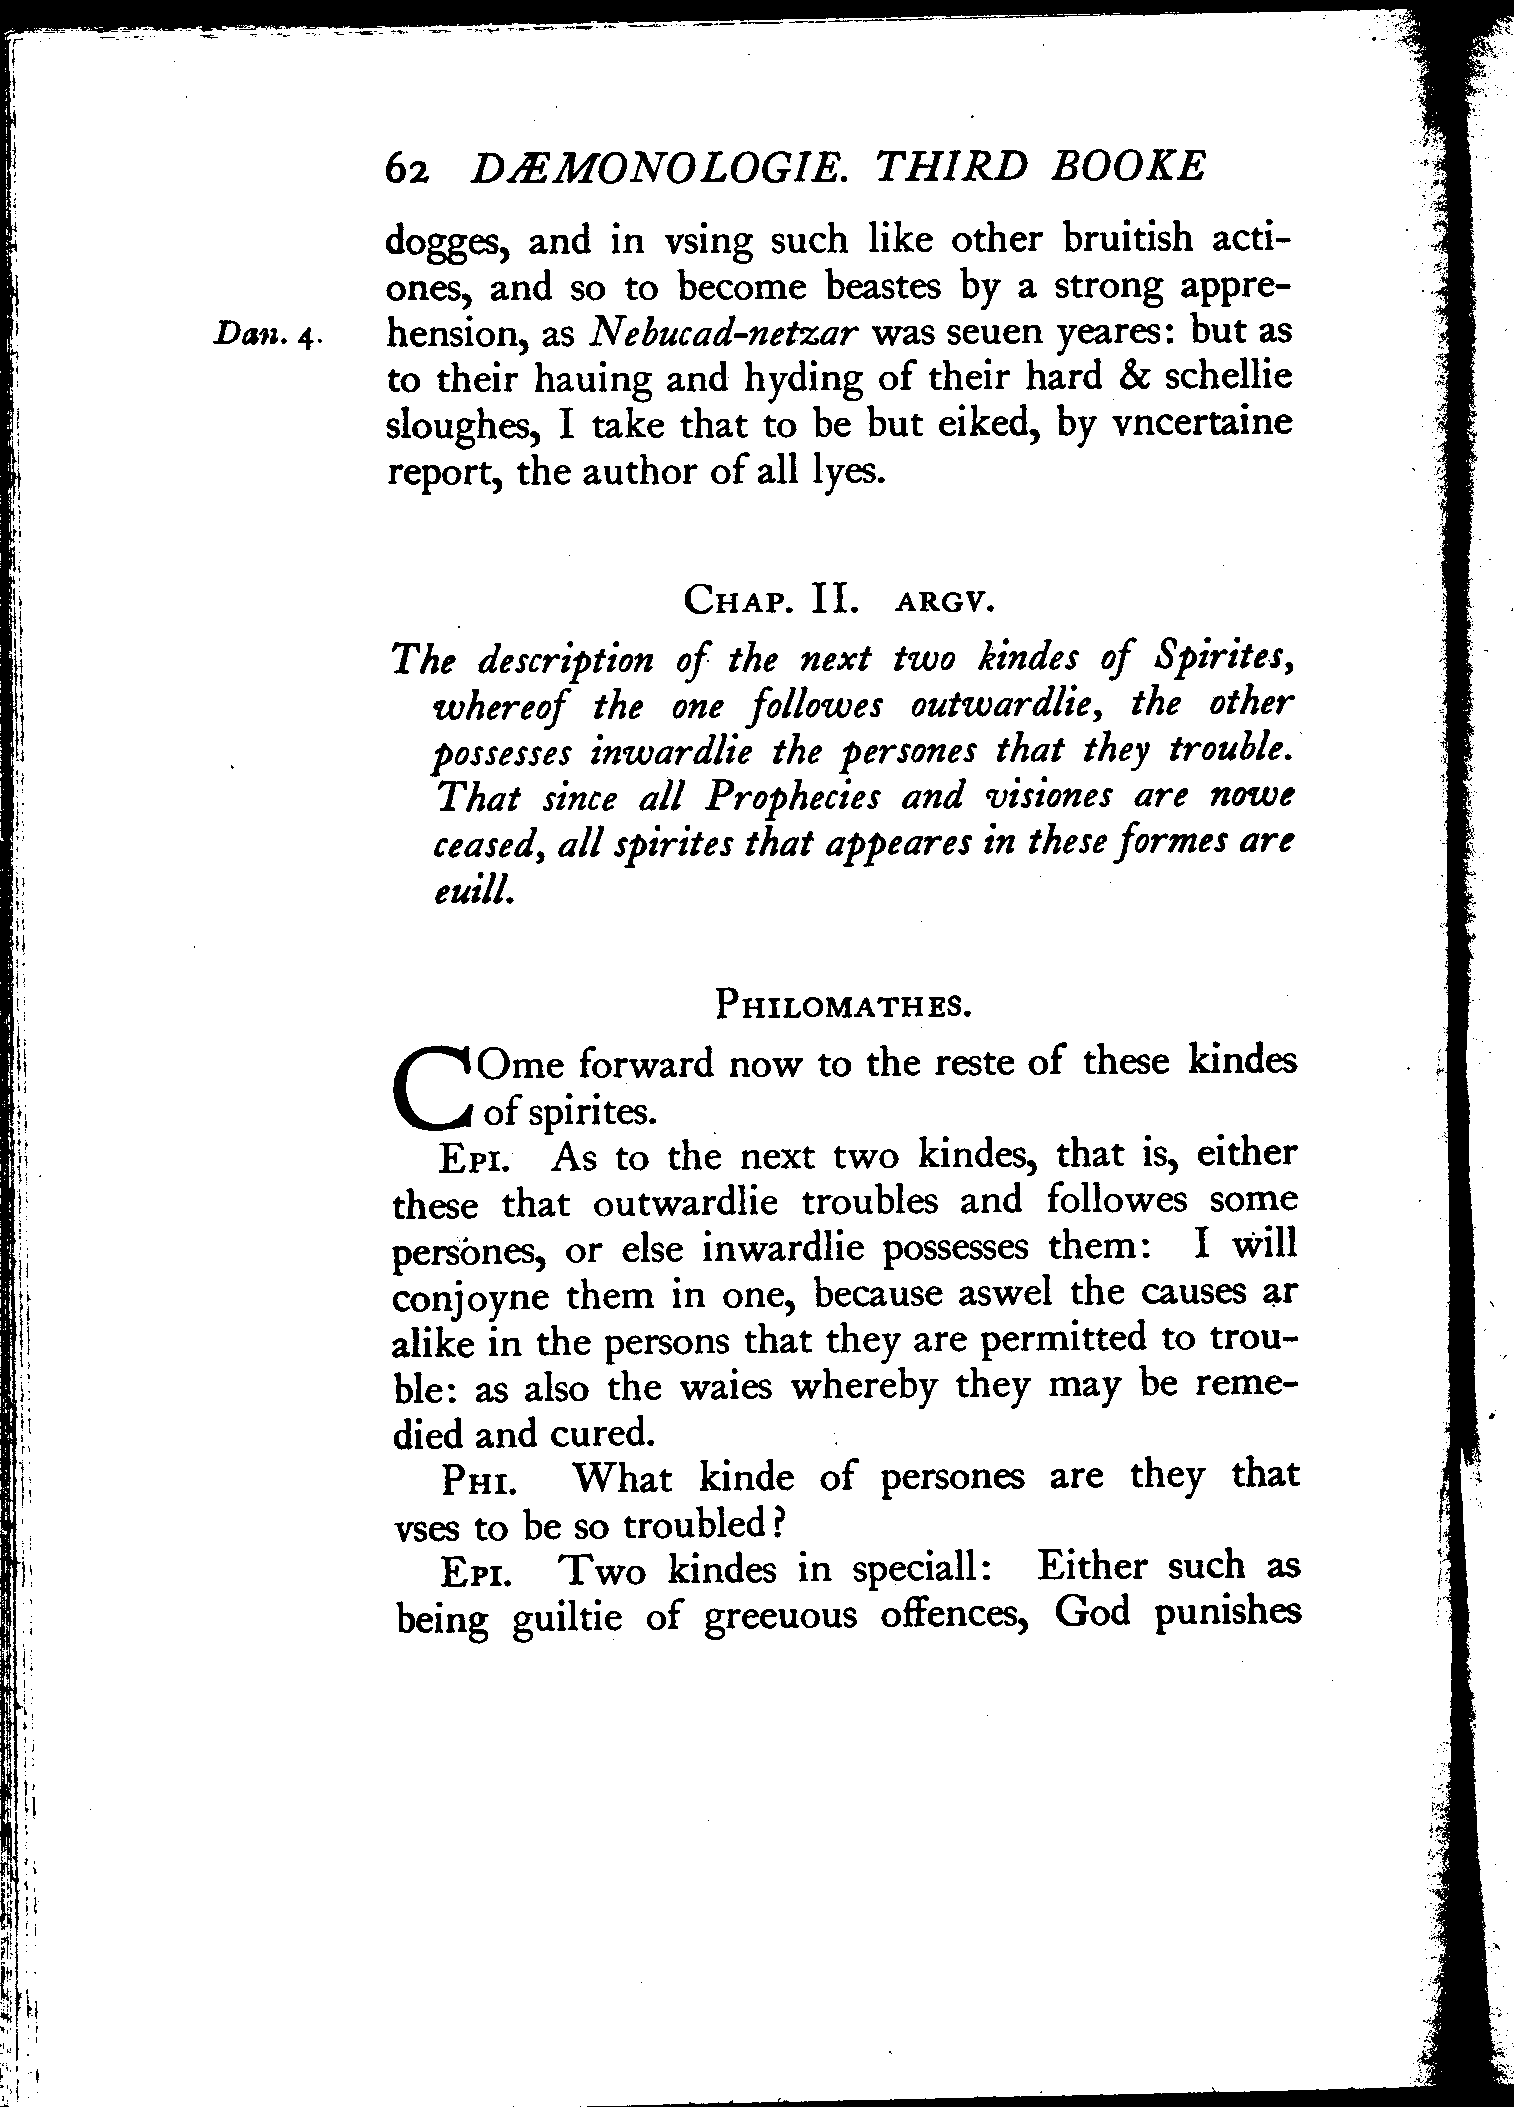 62 DÆMONOLOGIE. THIRD BOOKE
dogges, and in vsing such like other bruitish acti-
ones, and so to become beastes by a strong appre-
Dan. 4. hension, as Nebucad-netzar was seuen yeares: but as
to their hauing and hyding of their hard & schellie
sloughes, I take that to be but eiked, by vncertaine
report, the author of all lyes.
CHAP. II. ARGV.
The description of the next two kindes of Spirites,
whereof the one followes outwardlie, the other
possesses inwardlie the persones that they trouble.
That since all Prophecies and visiones are nowe
ceased, all spirites that appeares in these formes are
euill.
PHILOMATHES.
COme forward now to the reste of these kindes
of spirites.
EPI. As to the next two kindes, that is, either
these that outwardlie troubles and followes some
persones, or else inwardlie possesses them: I will
conjoyne them in one, because aswel the causes ar
alike in the persons that they are permitted to trou-
ble: as also the waies whereby they may be reme-
died and cured.
PHI. What kinde of persones are they that
vses to be so troubled?
EPI. Two kindes in speciall: Either such as
being guiltie of greeuous offences, God punishes